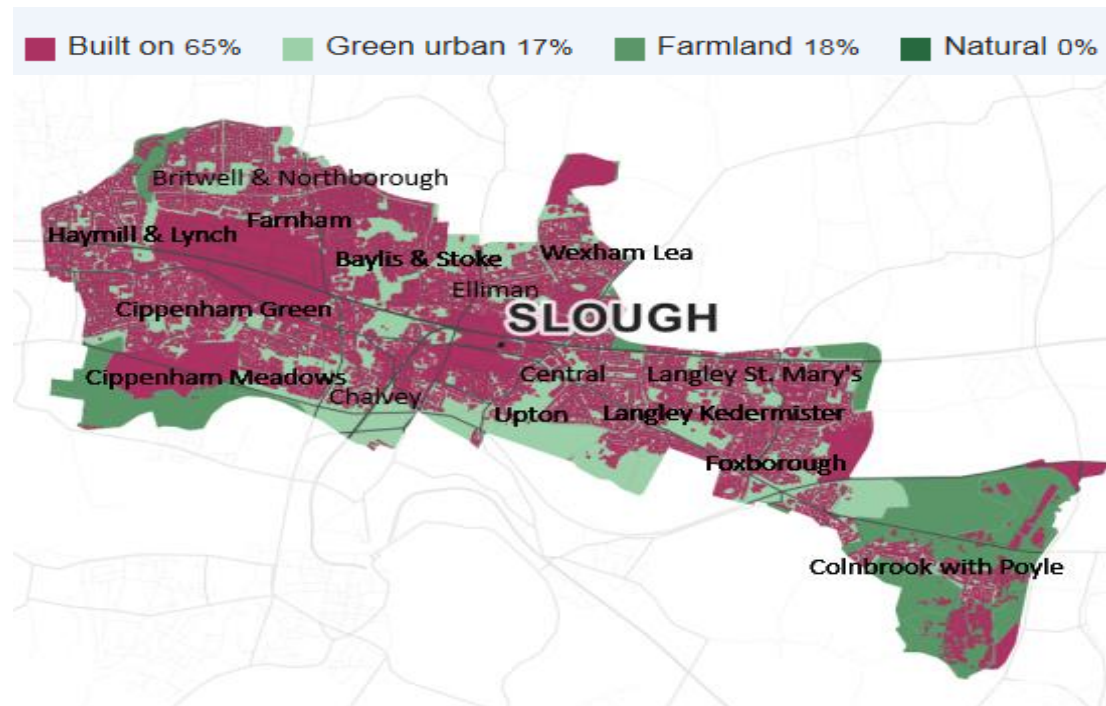 Built on 65% Green urban 17% Farmland 18% Natural 0%
Britwell & Northborough
Farnham
Haymill & Lynch
Baylis & Stoke
Wexham Lea
Elliman
Cippenham Green
SLOUGH
Cippenham Meadows
Central
Langley St. Mary's
Chalvey
Upton
Langley Kedermister
Foxborough
Colnbrook with Poyle